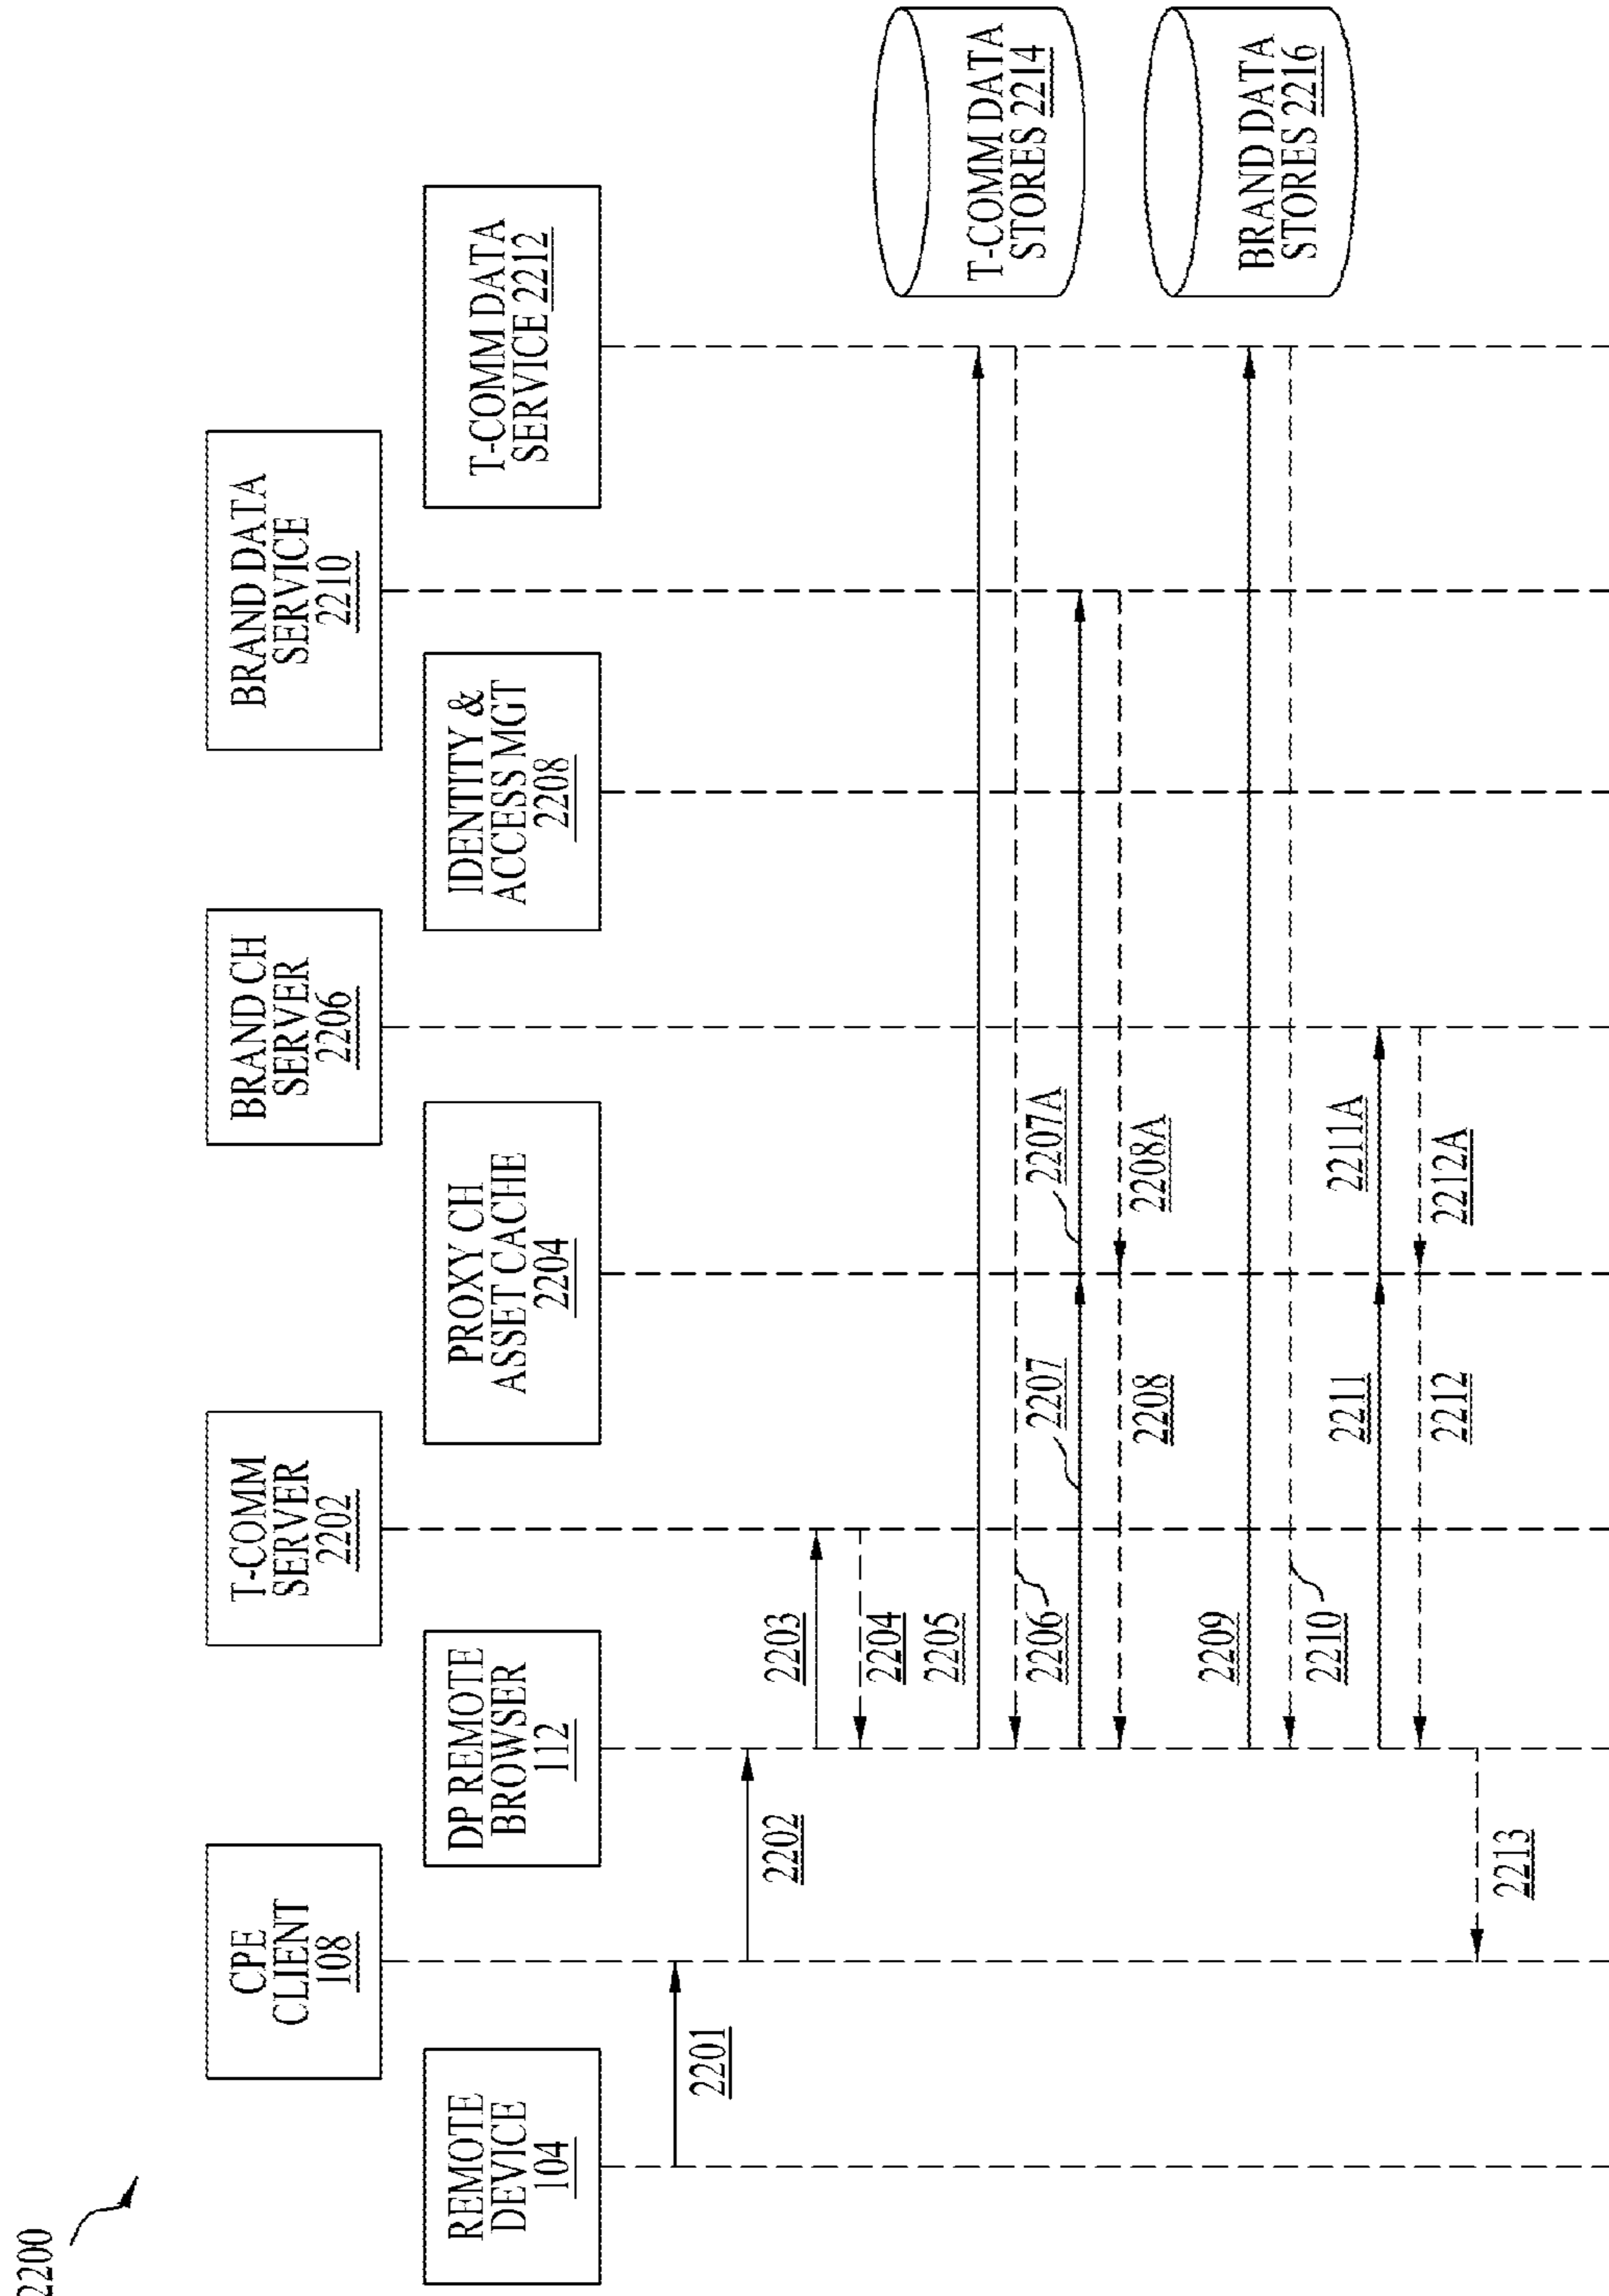 2200
REMOTE
DEVICE
104
CPE
CLIENT
108
DP REMOTE
BROWSER
112
T-COMM
SERVER
2202
PROXY CH
ASSET CACHE
2204
BRAND CH
SERVER
2206
IDENTITY &
ACCESS MGT
2208
BRAND DATA
SERVICE
2210
T-COMM DATA
SERVICE 2212
2201
2202
2203
2204
2205
2206
2207
2207A
2208
2208A
T-COMM DATA
STORES 2214
2209
2210
BRAND DATA
STORES 2216
2211
2211A
2212
2212A
2213